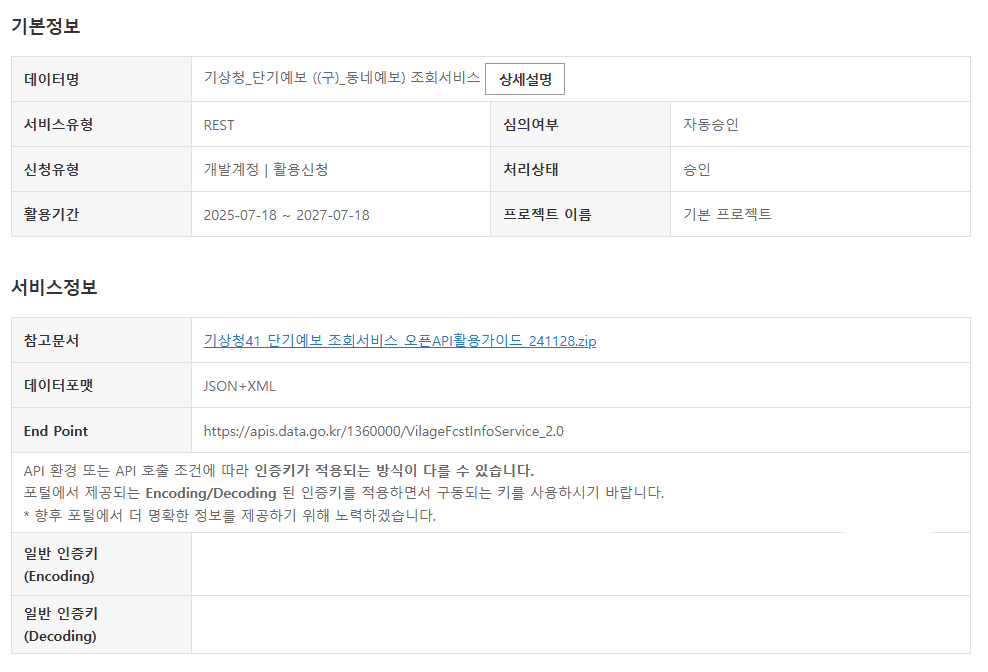 기본정보
데이터명
기상청_단기예보 ((구)_동네예보) 조회서비스 상세설명
서비스유형
REST
심의여부
자동승인
신청유형
개발계정 | 활용신청
처리상태
승인
활용기간
2025-07-18 ~ 2027-07-18
프로젝트 이름
기본 프로젝트
서비스정보
참고문서
기상청41_단기예보 조회서비스_오픈API활용가이드_241128.zip
데이터포맷
JSON+XML
End Point
https://apis.data.go.kr/1360000/VilageFcstInfoService_2.0
API 환경 또는 API 호출 조건에 따라 인증키가 적용되는 방식이 다를 수 있습니다.
포털에서 제공되는 Encoding/Decoding 된 인증키를 적용하면서 구동되는 키를 사용하시기 바랍니다.
* 향후 포털에서 더 명확한 정보를 제공하기 위해 노력하겠습니다.
일반 인증키
(Encoding)
일반 인증키
(Decoding)